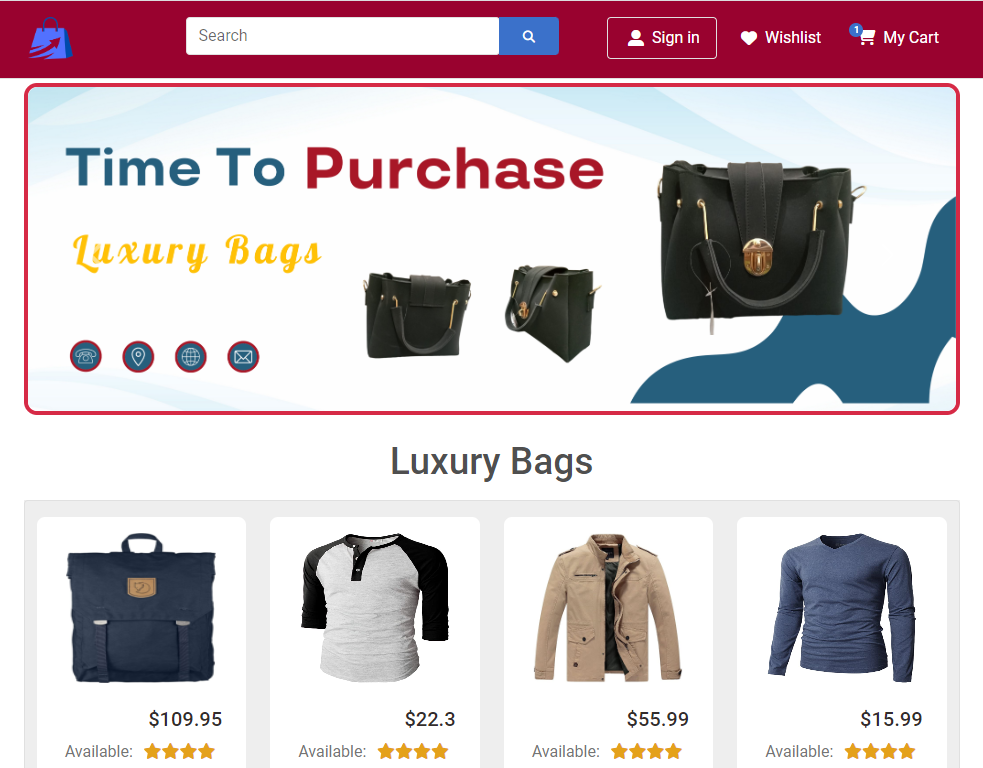 Search
Sign in
Wishlist
1
My Cart
Time To Purchase
Luxury Bags
Luxury Bags
$109.95
Available:
$22.3
Available:
$55.99
Available:
$15.99
Available: